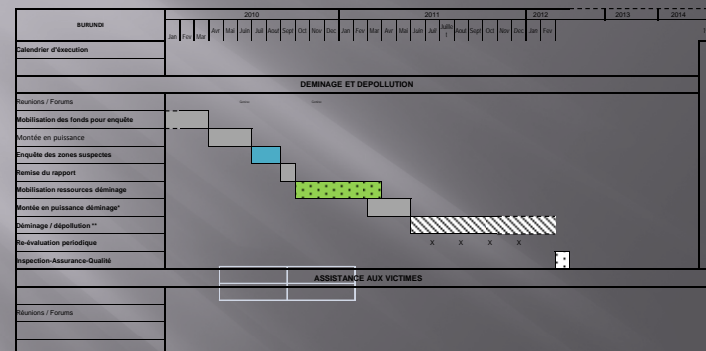 BURUNDI 2010 2011 2012 2013 2014
Jan Fev Mar Avr Mai Juin Juil Aout Sept Oct Nov Dec Jan Fev Mar Avr Mai Juin Juil Juillet Aout Sept Oct Nov Dec Jan Fev
Calendrier d'éxecution
DEMINAGE ET DEPOLLUTION
Reunions / Forums
Mobilisation des fonds pour enquête
Montée en puissance
Enquête des zones suspectes
Remise du rapport
Mobilisation ressources déminage
Montée en puissance déminage*
Déminage / dépollution **
Re-évaluation periodique X X X X
Inspection-Assurance-Qualité
ASSISTANCE AUX VICTIMES
Réunions / Forums